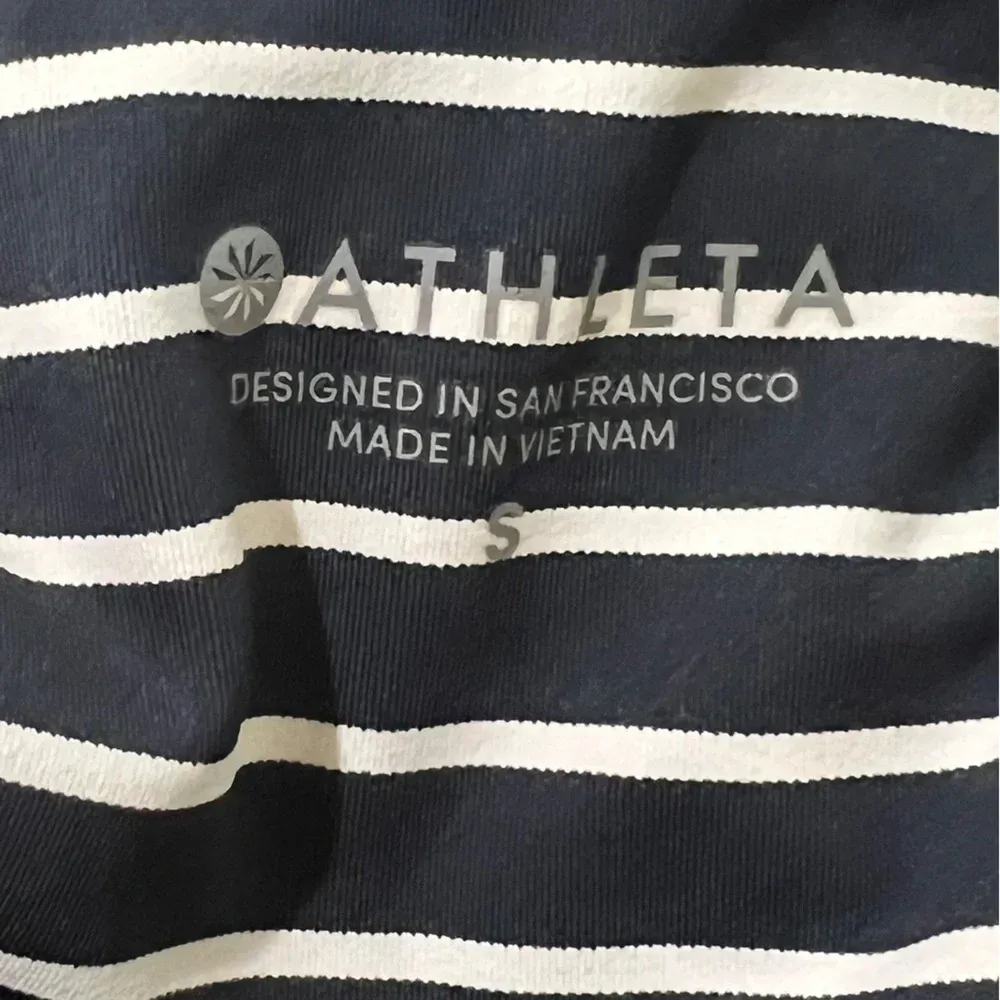 ATHLETA
DESIGNED IN SAN FRANCISCO
MADE IN VIETNAM
S